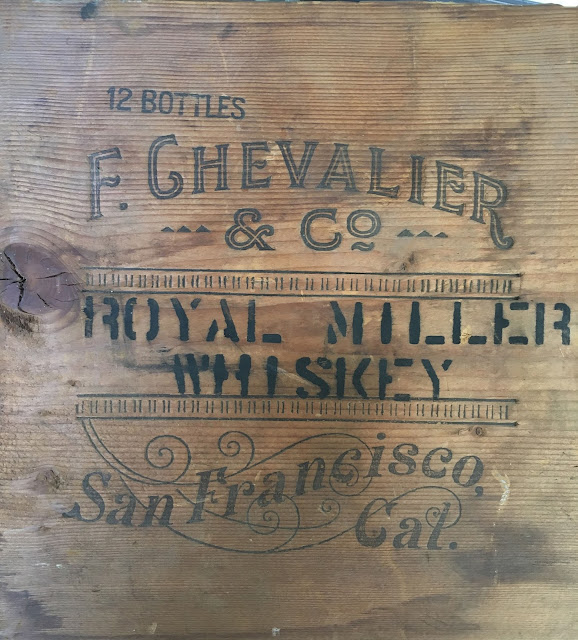 12 BOTTLES
F. CHEVALIER
& Co
ROYAL MILLER
WHISKEY
San Francisco,
Cal.